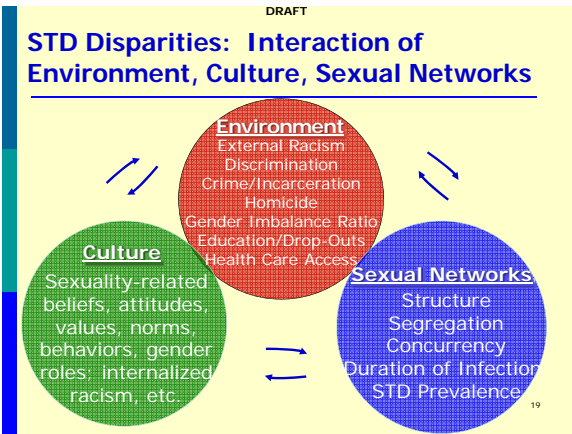 DRAFT
STD Disparities: Interaction of
Environment, Culture, Sexual Networks
Environment
External Racism
Discrimination
Crime/Incarceration
Homicide
Gender Imbalance Ratio
Education/Drop-Outs
Health Care Access
Culture
Sexuality-related
beliefs, attitudes,
values, norms,
behaviors, gender
roles; internalized
racism, etc.
Sexual Networks
Structure
Segregation
Concurrency
Duration of Infection
STD Prevalence
19